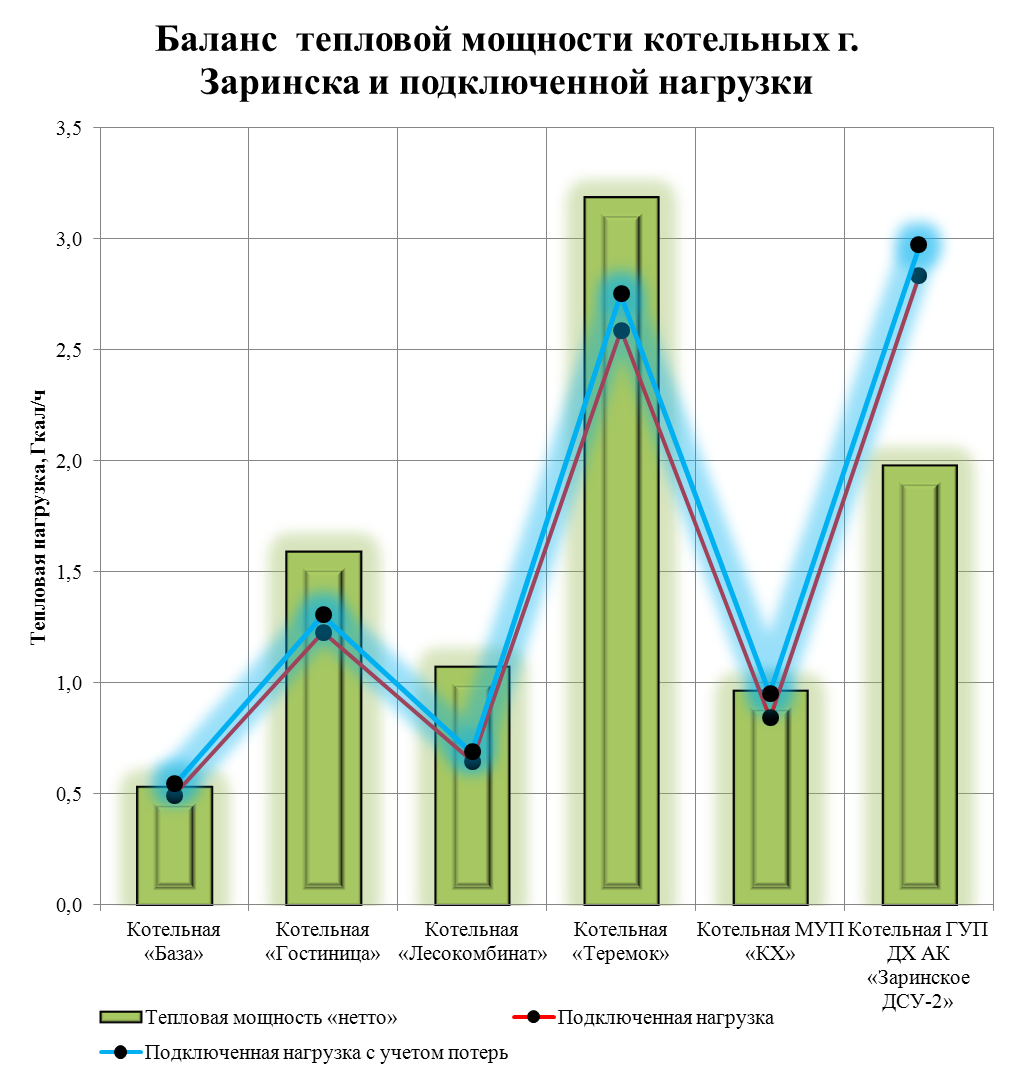 Баланс  тепловой мощности котельных г.
Заринска и подключенной нагрузки
Тепловая нагрузка, Гкал/ч
3,5
3,0
2,5
2,0
1,5
1,0
0,5
0,0
Котельная
«База»
Котельная
«Гостиница»
Котельная
«Лесокомбинат»
Котельная
«Теремок»
Котельная МУП
«КХ»
Котельная ГУП
ДХ АК
«Заринское
ДСУ-2»
Тепловая мощность «нетто»
Подключенная нагрузка
Подключенная нагрузка с учетом потерь